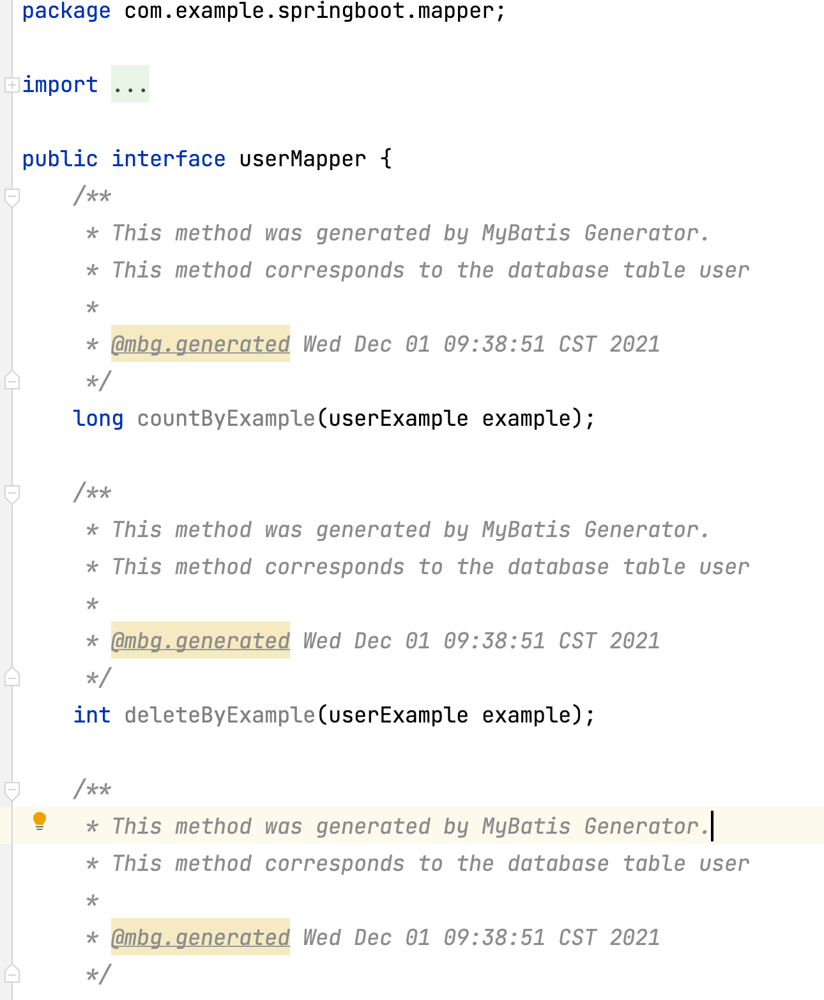 package com.example.springboot.mapper;
import ...
public interface userMapper {
/**
* This method was generated by MyBatis Generator.
* This method corresponds to the database table user
*
* @mbg.generated Wed Dec 01 09:38:51 CST 2021
*/
long countByExample(userExample example);
/**
* This method was generated by MyBatis Generator.
* This method corresponds to the database table user
*
* @mbg.generated Wed Dec 01 09:38:51 CST 2021
*/
int deleteByExample(userExample example);
/**
* This method was generated by MyBatis Generator.
* This method corresponds to the database table user
*
* @mbg.generated Wed Dec 01 09:38:51 CST 2021
*/